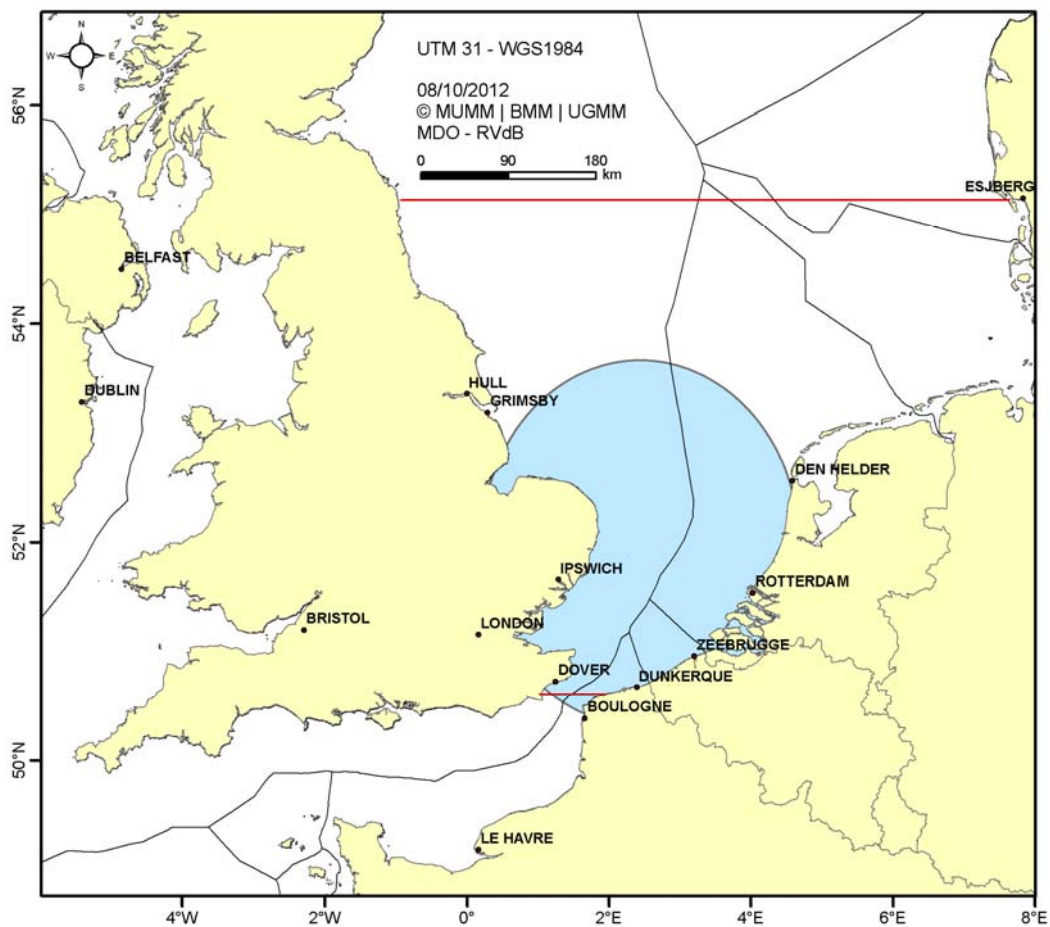 N
W E
S
UTM 31 - WGS1984
08/10/2012
© MUMM | BMM | UGMM
MDO - RVdB
0 90 180
km
56°N
54°N
52°N
50°N
ESJBERG
BELFAST
DUBLIN
HULL
GRIMSBY
DEN HELDER
IPSWICH
ROTTERDAM
BRISTOL
LONDON
ZEEBRUGGE
DOVER
DUNKERQUE
BOULOGNE
LE HAVRE
4°W 2°W 0° 2°E 4°E 6°E 8°E